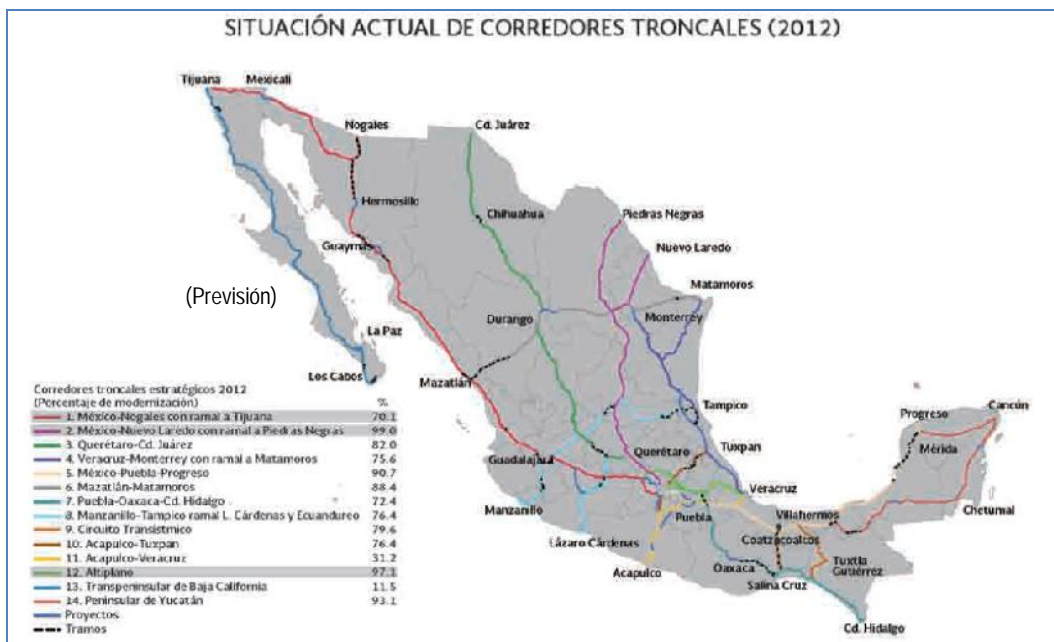 SITUACIÓN ACTUAL DE CORREDORES TRONCALES (2012)
Tijuana
Mexicali
Nogales
Cd. Juárez
Hermosillo
Chihuahua
Piedras Negras
Guaymas
Nuevo Laredo
(Previsión)
Matamoros
La Paz
Durango
Monterrey
Los Cabos
Mazatlán
Tampico
Progreso
Cancún
Mérida
Guadalajara
Querétaro
Tuxpan
Veracruz
Chetumal
Manzanillo
Puebla
Villahermos
Coatzacoalcos
Lázaro Cárdenas
Tuxtla
Gutiérrez
Acapulco
Oaxaca
Salina Cruz
Cd. Hidalgo
Corredores troncales estratégicos 2012
(Porcentaje de modernización) %
1. México-Nogales con ramal a Tijuana 70.1
2. México-Nuevo Laredo con ramal a Piedras Negras 99.0
3. Querétaro-Cd. Juárez 82.0
4. Veracruz-Monterrey con ramal a Matamoros 75.6
5. México-Puebla-Progreso 90.7
6. Mazatlán-Matamoros 88.4
7. Puebla-Oaxaca-Cd. Hidalgo 72.4
8. Manzanillo-Tampico ramal L. Cárdenas y Ecuandureo 76.4
9. Circuito Transístmico 79.6
10. Acapulco-Tuxpan 76.4
11. Acapulco-Veracruz 31.2
12. Altiplano 97.1
13. Transpeninsular de Baja California 11.5
14. Peninsular de Yucatán 93.1
Proyectos
Tramos